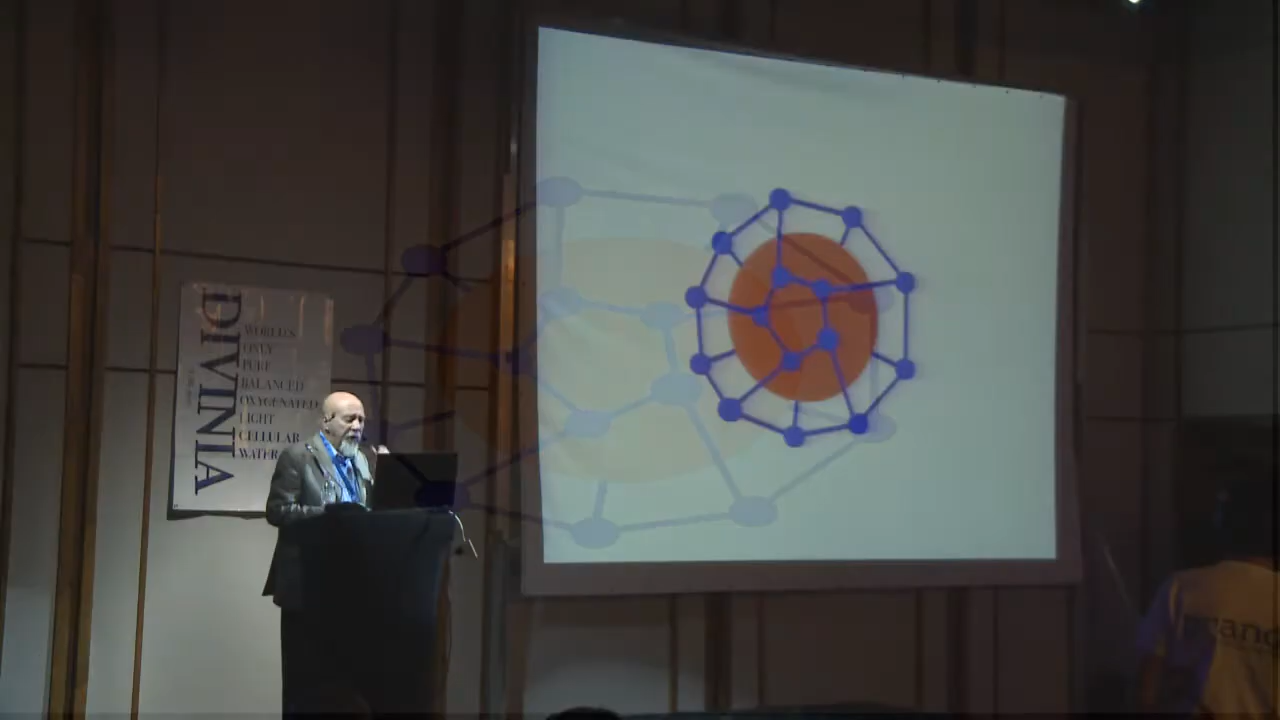 DIVINIA
WORLD'S
ONLY
PURE
BALANCED
OXYGENATED
LIGHT
CELLULAR
WATER